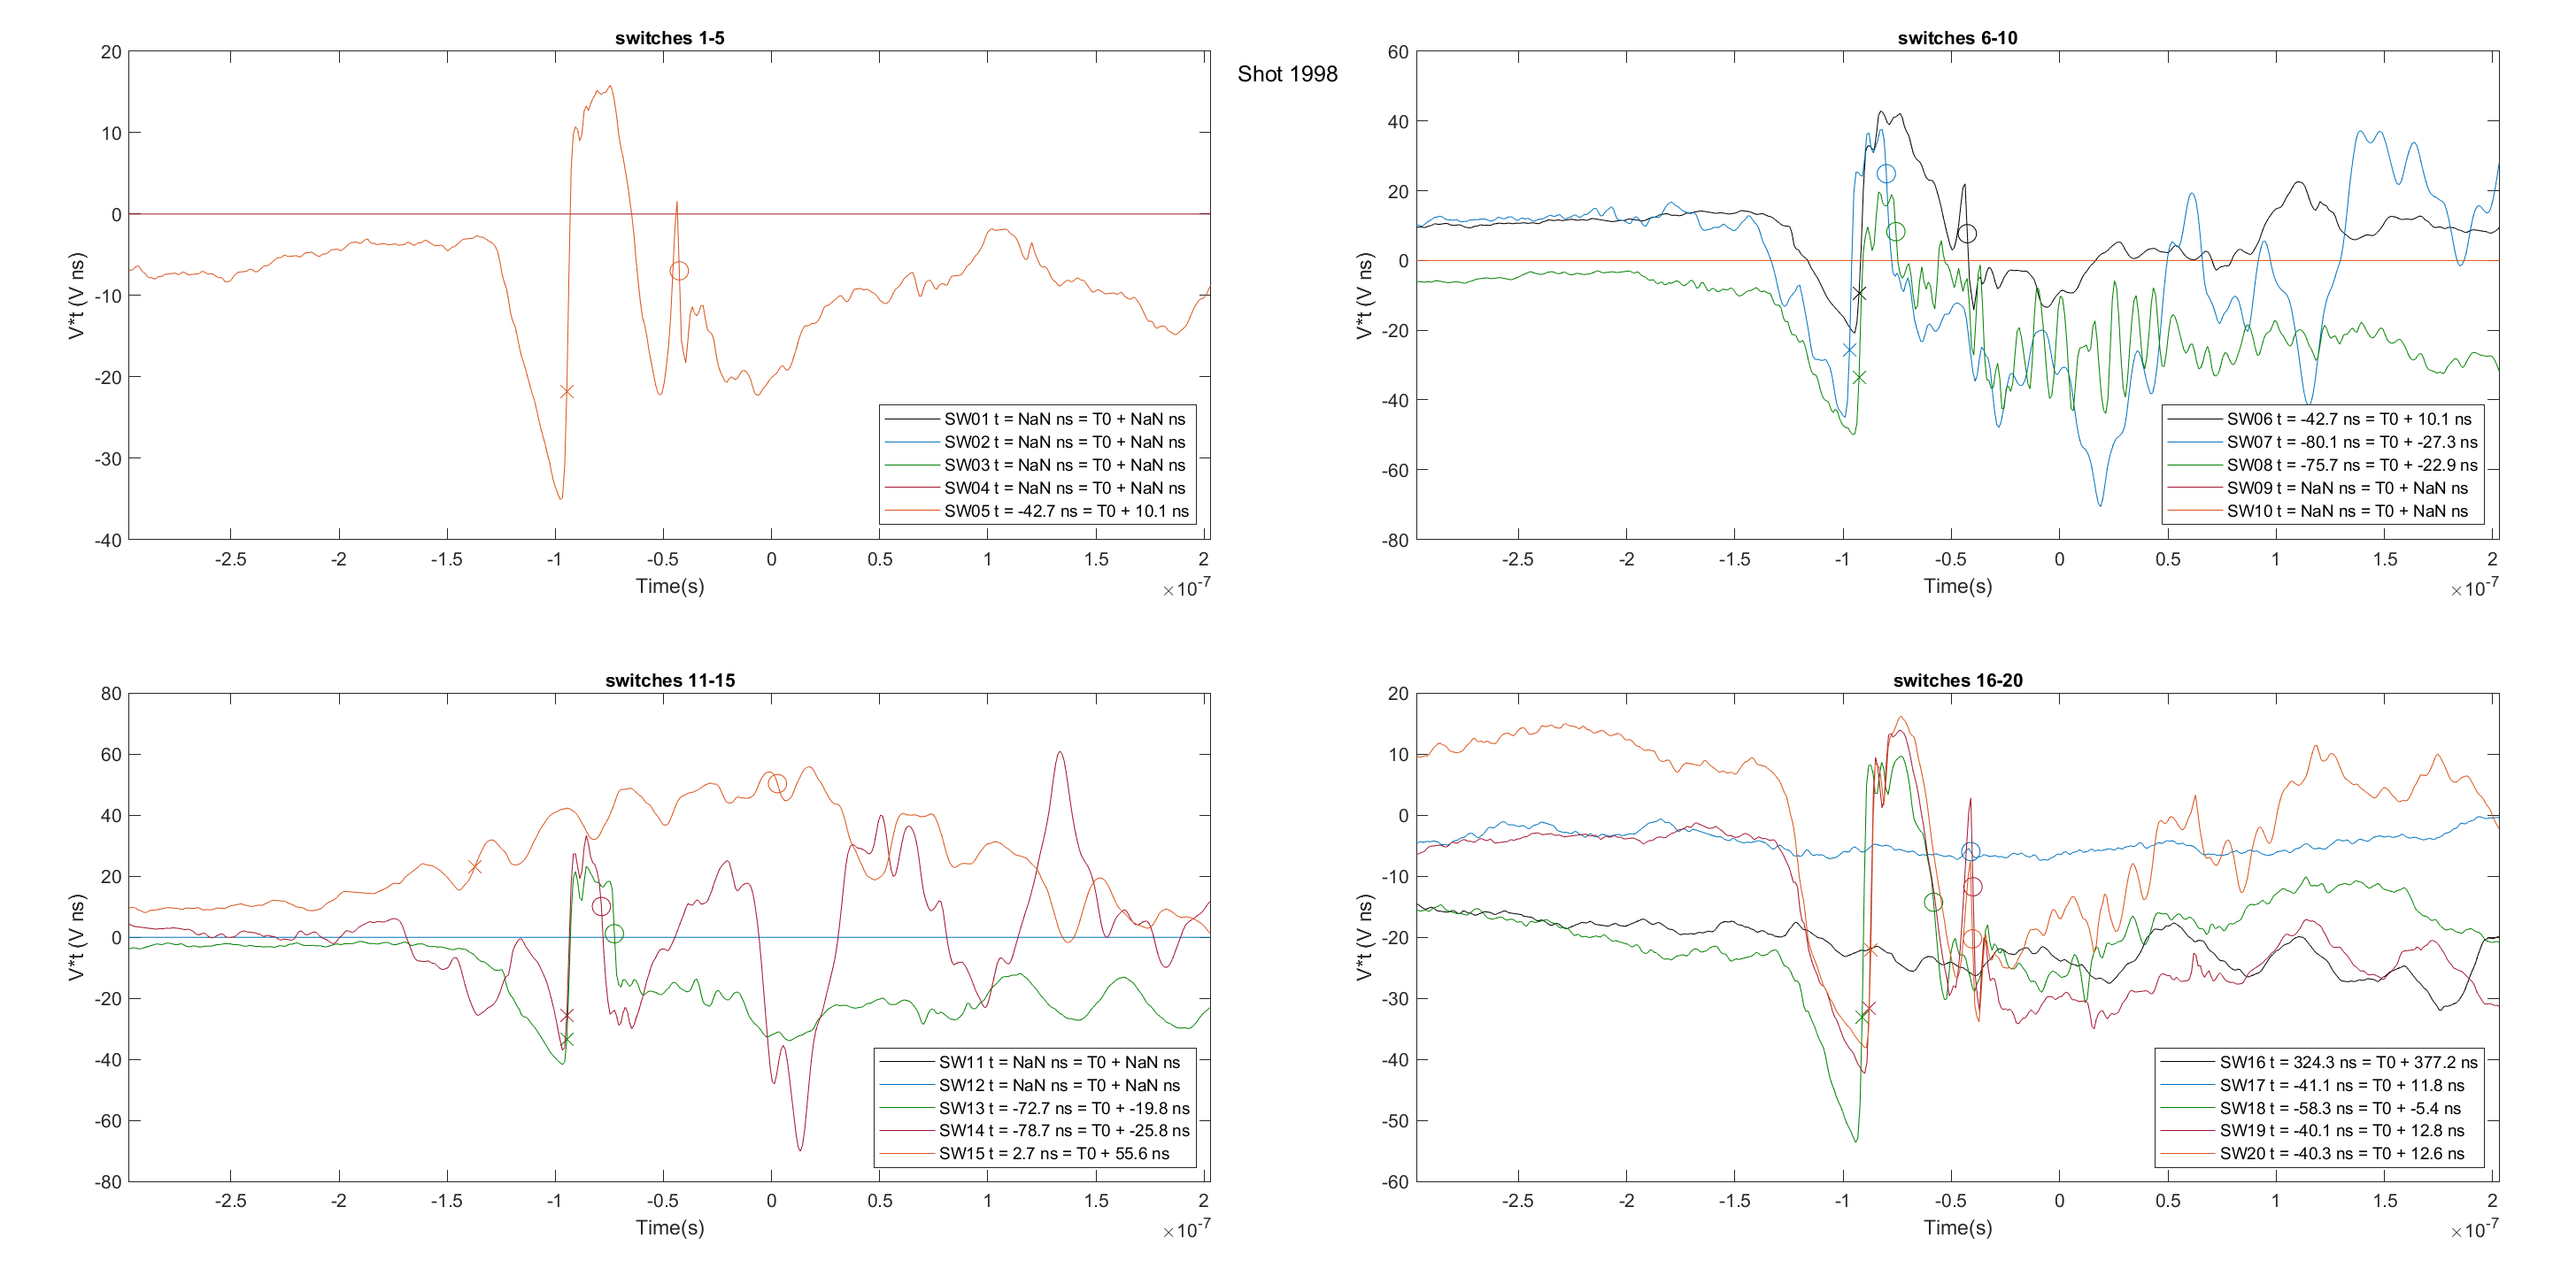 Shot 1998
switches 1-5
20
10
0
-10
-20
-30
-40
V*t (V ns)
-2.5 -2 -1.5 -1 -0.5 0 0.5 1 1.5 2
Time(s)
×10-7
SW01 t = NaN ns = T0 + NaN ns
SW02 t = NaN ns = T0 + NaN ns
SW03 t = NaN ns = T0 + NaN ns
SW04 t = NaN ns = T0 + NaN ns
SW05 t = -42.7 ns = T0 + 10.1 ns
switches 6-10
60
40
20
0
-20
-40
-60
-80
V*t (V ns)
-2.5 -2 -1.5 -1 -0.5 0 0.5 1 1.5 2
Time(s)
×10-7
SW06 t = -42.7 ns = T0 + 10.1 ns
SW07 t = -80.1 ns = T0 + -27.3 ns
SW08 t = -75.7 ns = T0 + -22.9 ns
SW09 t = NaN ns = T0 + NaN ns
SW10 t = NaN ns = T0 + NaN ns
switches 11-15
80
60
40
20
0
-20
-40
-60
-80
V*t (V ns)
-2.5 -2 -1.5 -1 -0.5 0 0.5 1 1.5 2
Time(s)
×10-7
SW11 t = NaN ns = T0 + NaN ns
SW12 t = NaN ns = T0 + NaN ns
SW13 t = -72.7 ns = T0 + -19.8 ns
SW14 t = -78.7 ns = T0 + -25.8 ns
SW15 t = 2.7 ns = T0 + 55.6 ns
switches 16-20
20
10
0
-10
-20
-30
-40
-50
-60
V*t (V ns)
-2.5 -2 -1.5 -1 -0.5 0 0.5 1 1.5 2
Time(s)
×10-7
SW16 t = 324.3 ns = T0 + 377.2 ns
SW17 t = -41.1 ns = T0 + 11.8 ns
SW18 t = -58.3 ns = T0 + -5.4 ns
SW19 t = -40.1 ns = T0 + 12.8 ns
SW20 t = -40.3 ns = T0 + 12.6 ns